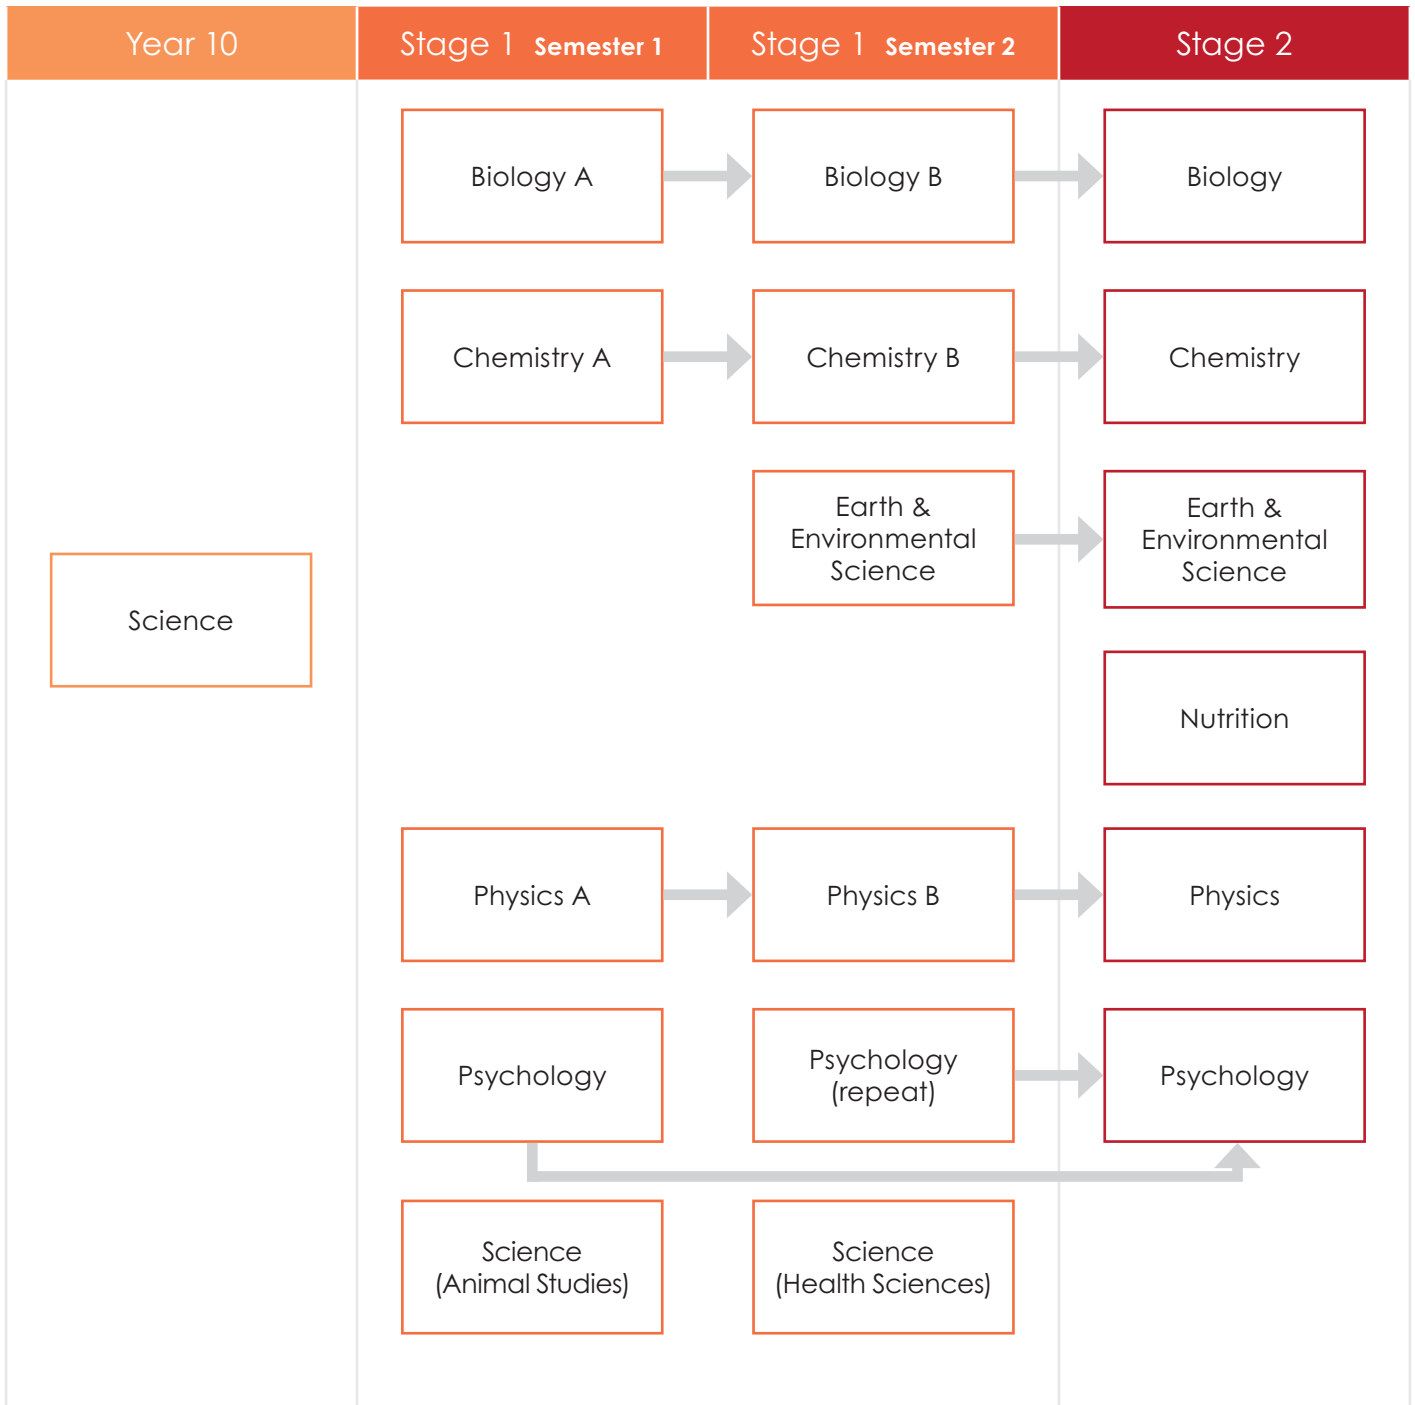 Year 10
Stage 1 Semester 1
Stage 1 Semester 2
Stage 2
Biology A
Biology B
Biology
Chemistry A
Chemistry B
Chemistry
Earth &
Environmental
Science
Earth &
Environmental
Science
Science
Nutrition
Physics A
Physics B
Physics
Psychology
Psychology
(repeat)
Psychology
Science
(Animal Studies)
Science
(Health Sciences)